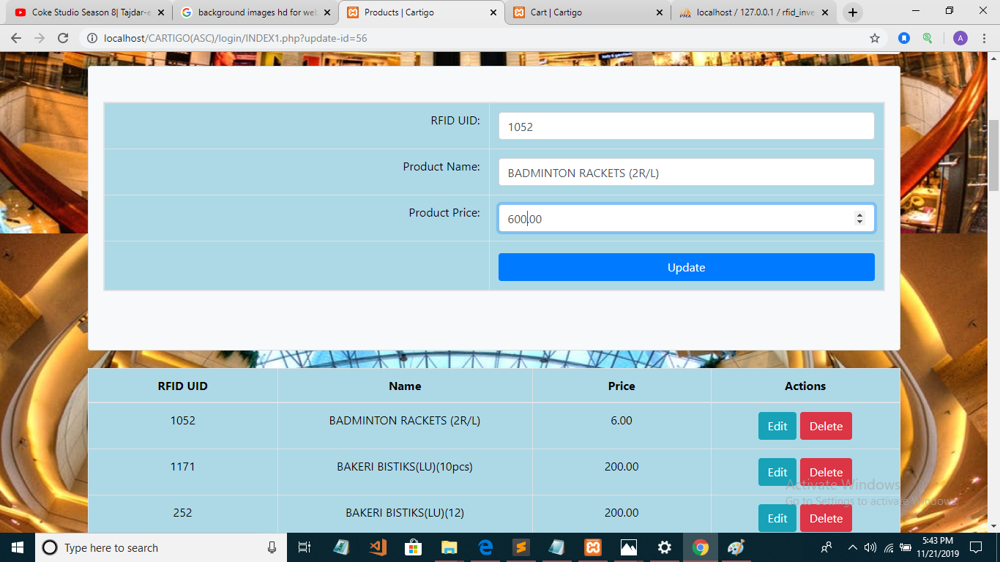 Coke Studio Season 8| Tajdar-e
background images hd for web
Products | Cartigo
Cart | Cartigo
localhost / 127.0.0.1 / rfid_inve
localhost/CARTIGO(ASC)/login/INDEX1.php?update-id=56
A
RFID UID:
1052
Product Name:
BADMINTON RACKETS (2R/L)
Product Price:
600.00
Update
RFID UID Name Price Actions
1052 BADMINTON RACKETS (2R/L) 6.00 Edit Delete
1171 BAKERI BISTIKS(LU)(10pcs) 200.00 Edit Delete
252 BAKERI BISTIKS(LU)(12) 200.00 Edit Delete
Activate Windows
Go to Settings to activate Windows.
Type here to search
5:43 PM
11/21/2019